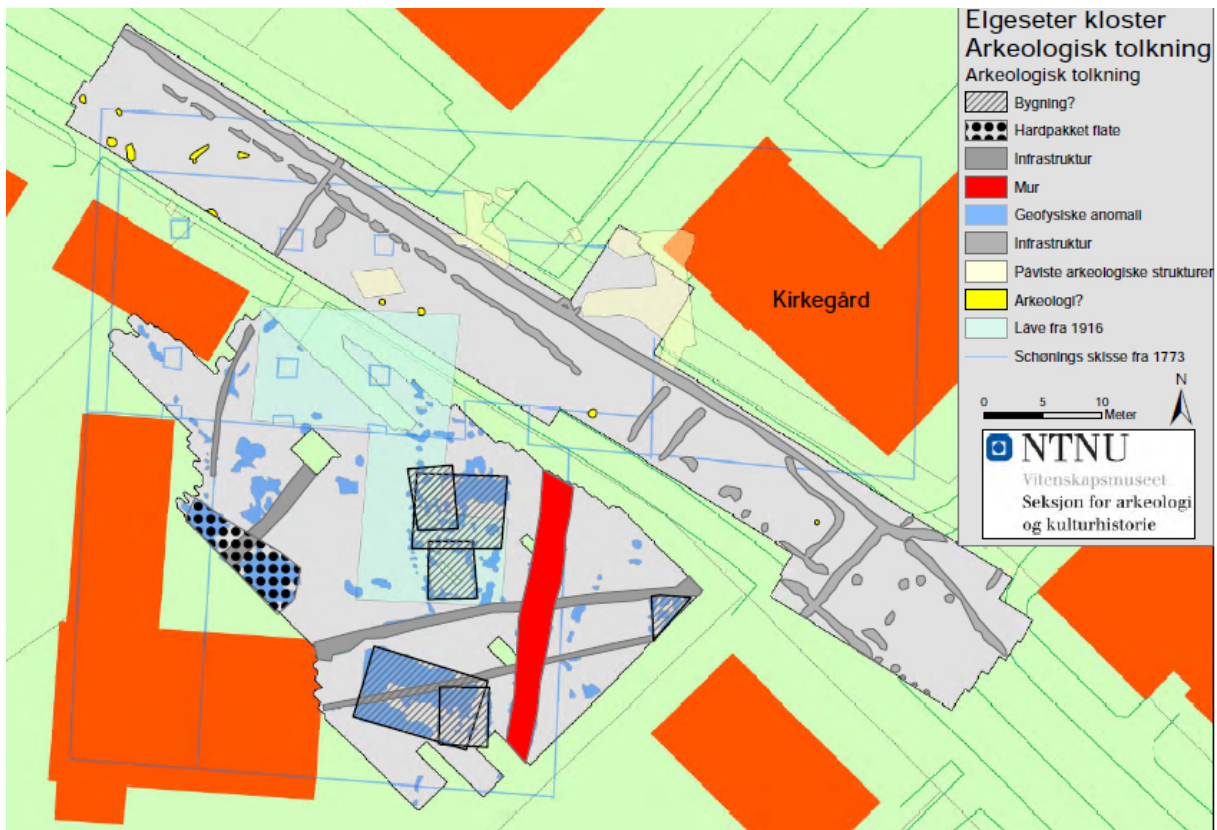 Elgeseter kloster
Arkeologisk tolkning
Arkeologisk tolkning
Bygning?
Hardpakket flate
Infrastruktur
Mur
Geofysiske anomali
Infrastruktur
Påviste arkeologiske strukturer
Arkeologi?
Låve fra 1916
Schønings skisse fra 1773
N
0 5 10
Meter
NTNU
Vitenskapsmuseet
Seksjon for arkeologi
og kulturhistorie
Kirkegård